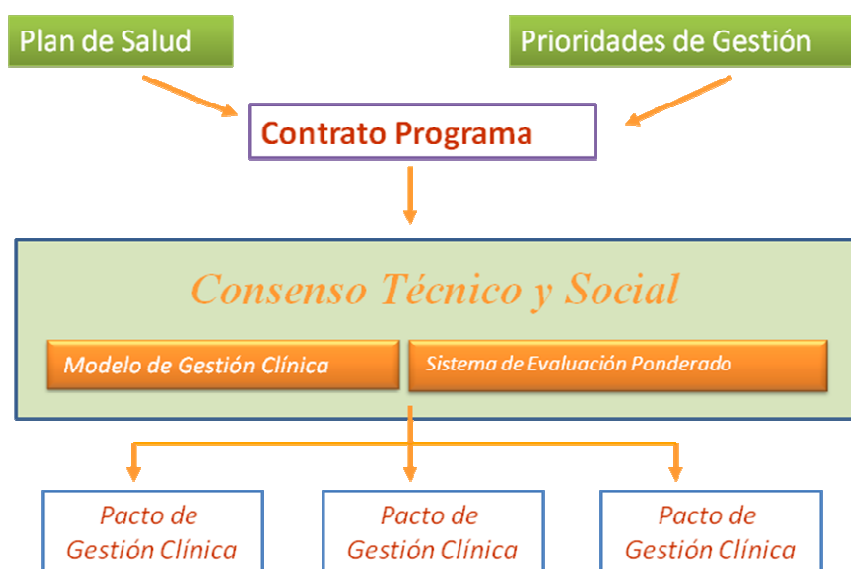 Plan de Salud
Prioridades de Gestión
Contrato Programa
Consenso Técnico y Social
Modelo de Gestión Clínica
Sistema de Evaluación Ponderado
Pacto de
Gestión Clínica
Pacto de
Gestión Clínica
Pacto de
Gestión Clínica